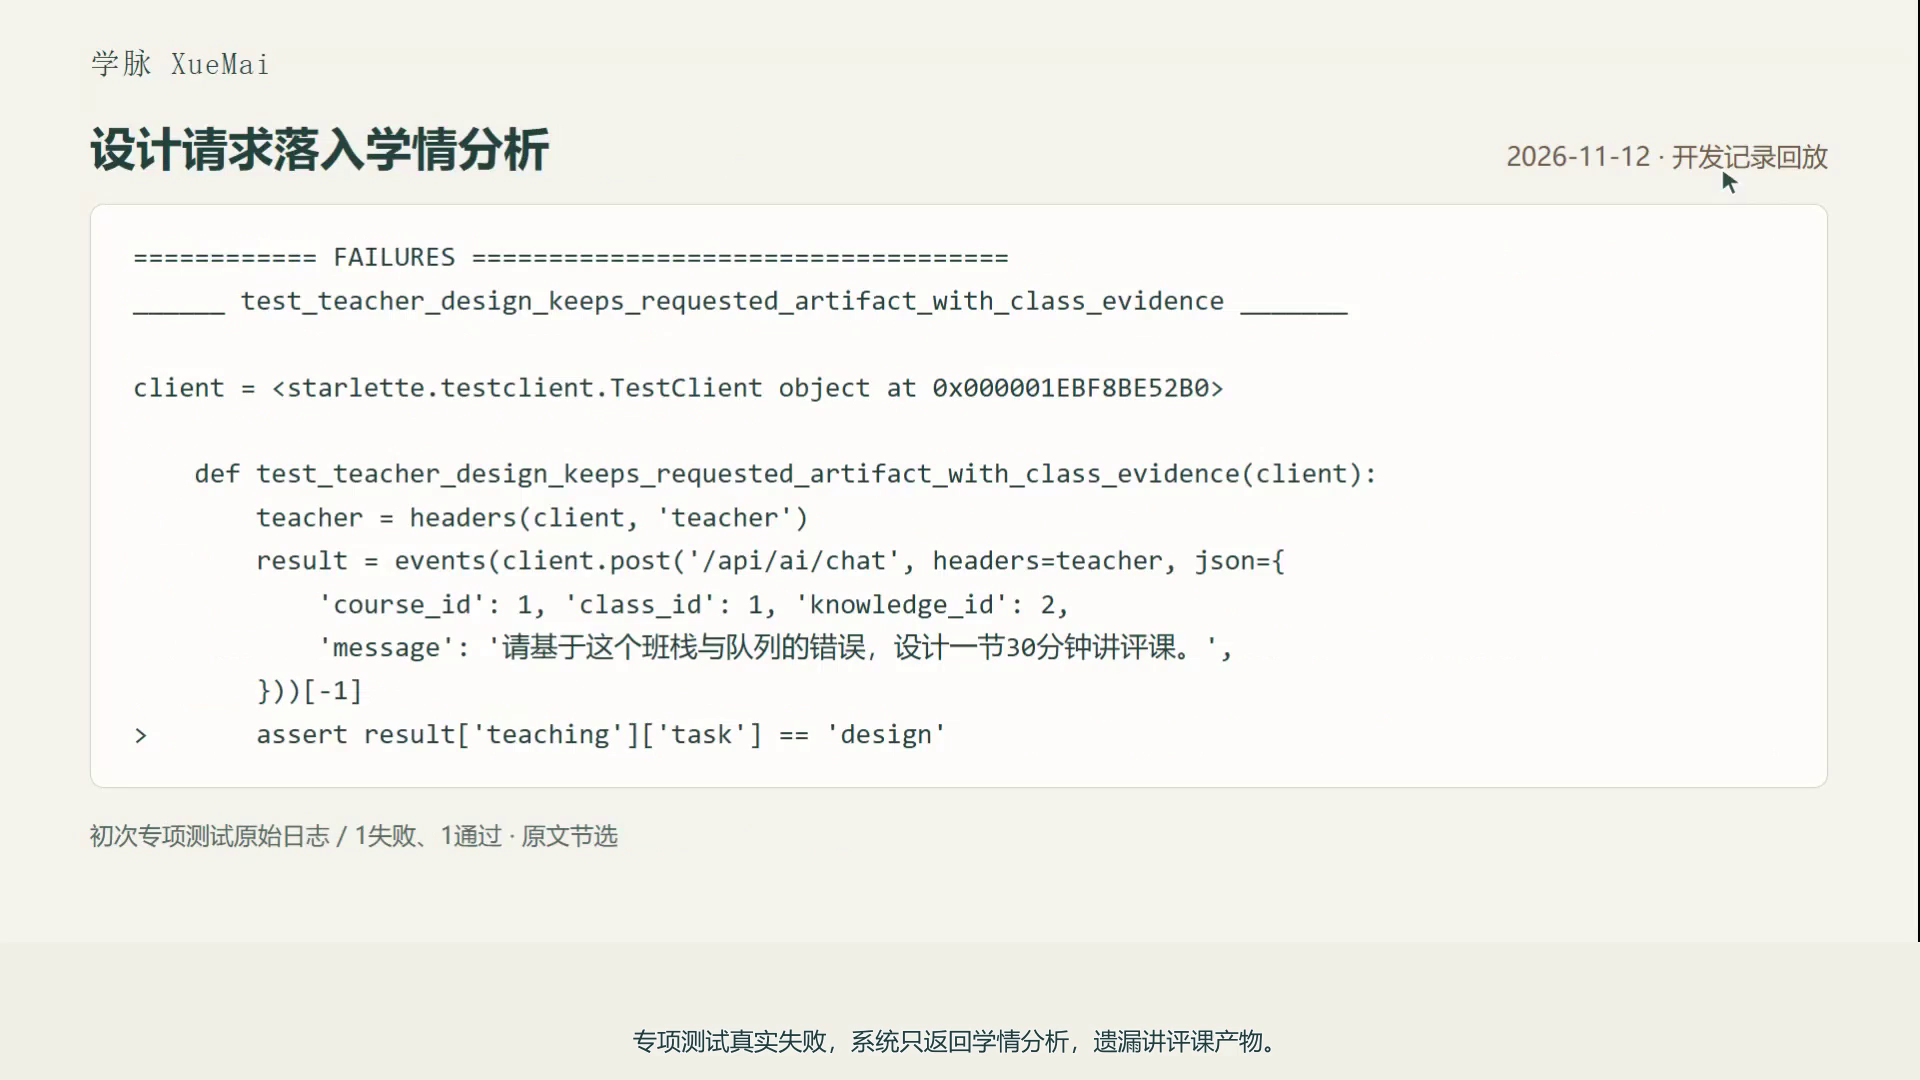 学脉 XueMai
设计请求落入学情分析
2026-11-12 · 开发记录回放
============ FAILURES ===================================
______ test_teacher_design_keeps_requested_artifact_with_class_evidence _______
client = <starlette.testclient.TestClient object at 0x000001EBF8BE52B0>
    def test_teacher_design_keeps_requested_artifact_with_class_evidence(client):
        teacher = headers(client, 'teacher')
        result = events(client.post('/api/ai/chat', headers=teacher, json={
            'course_id': 1, 'class_id': 1, 'knowledge_id': 2,
            'message': '请基于这个班栈与队列的错误，设计一节30分钟讲评课。',
        }))[-1]
>       assert result['teaching']['task'] == 'design'
初次专项测试原始日志 / 1失败、1通过 · 原文节选
专项测试真实失败，系统只返回学情分析，遗漏讲评课产物。